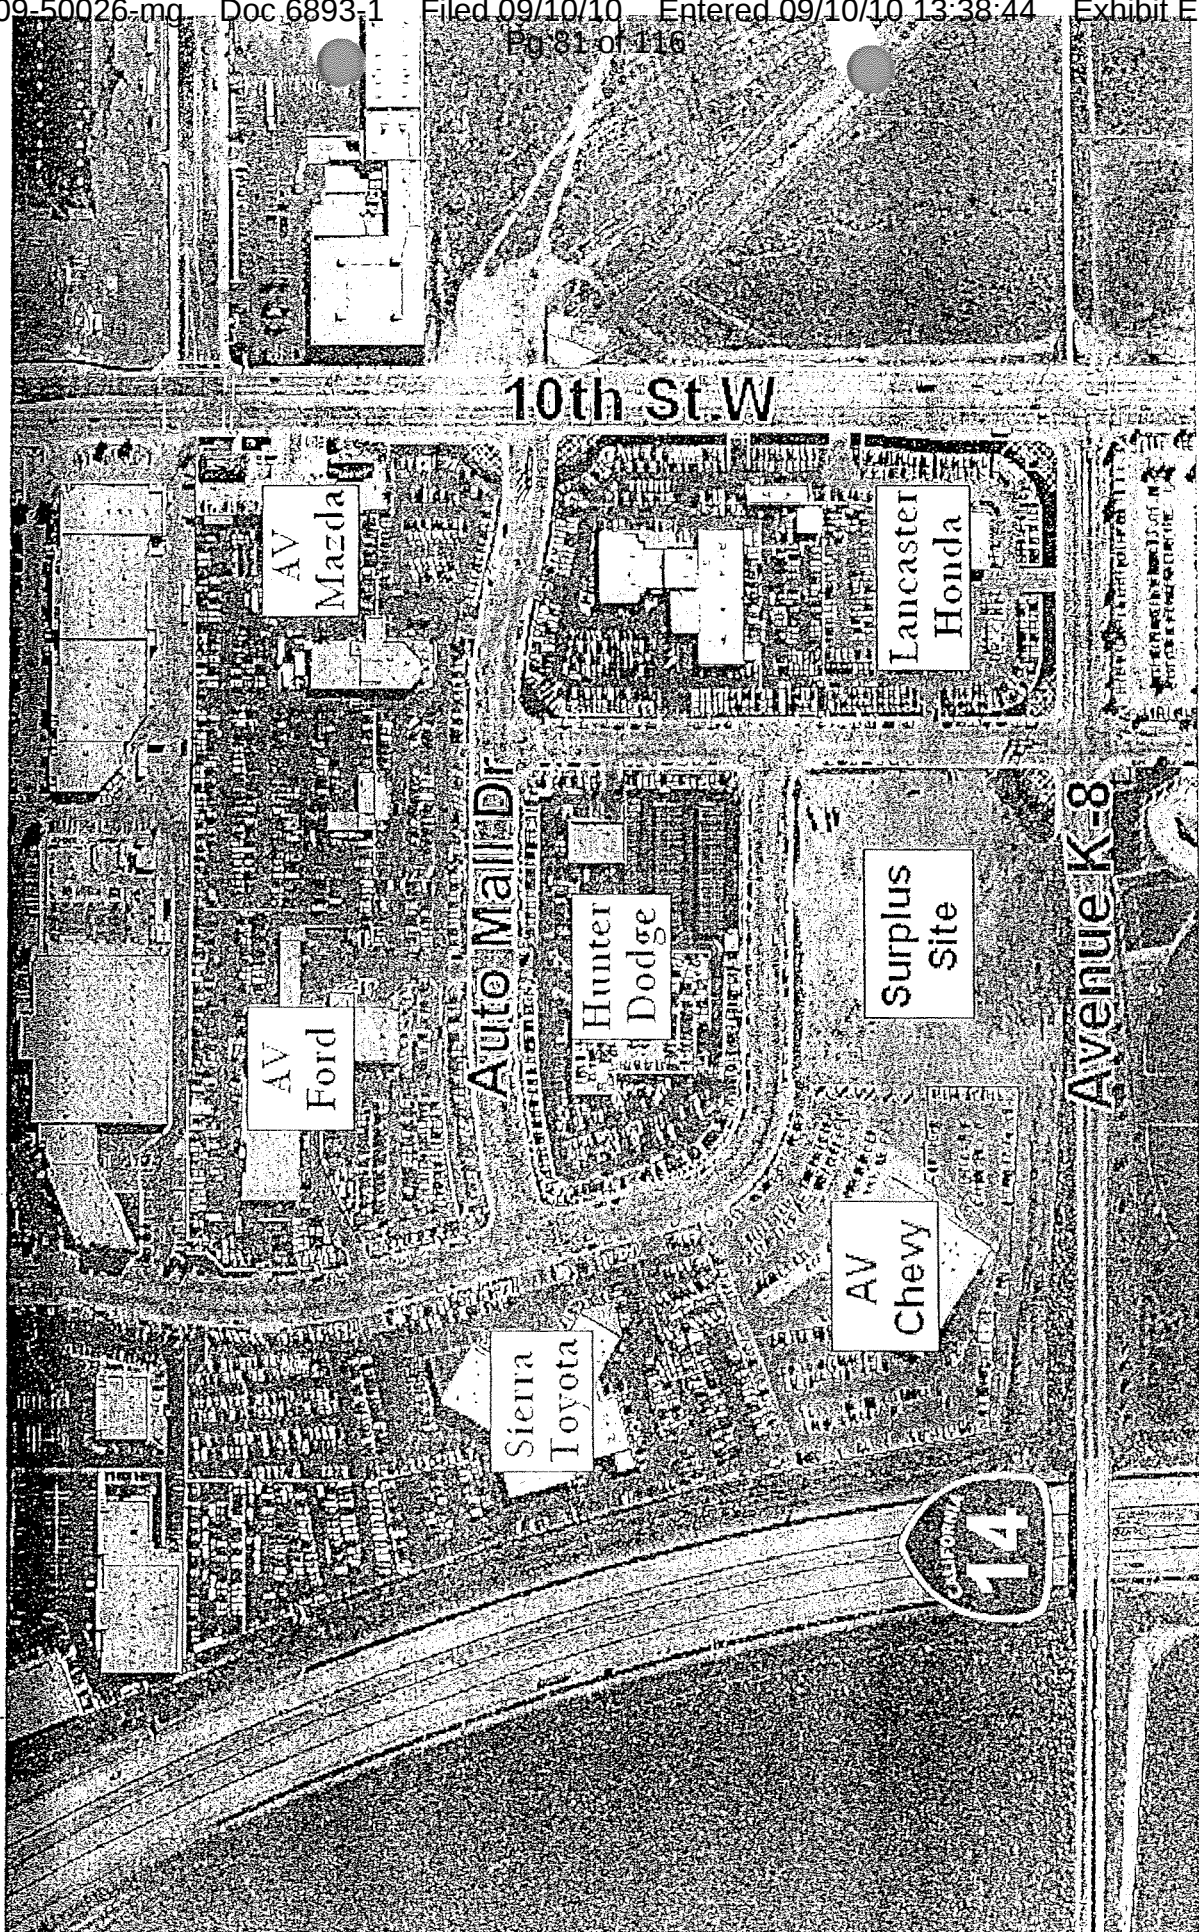 09-50026-mg Doc 6893-1 Filed 09/10/10 Entered 09/10/10 13:38:44 Exhibit E
Pg 81 of 116
10th St.W
AV
Mazda
Lancaster
Honda
Auto Mall Dr
Hunter
Dodge
Surplus
Site
Avenue K-8
AV
Ford
AV
Chevy
Sierra
Toyota
CALIFORNIA
14